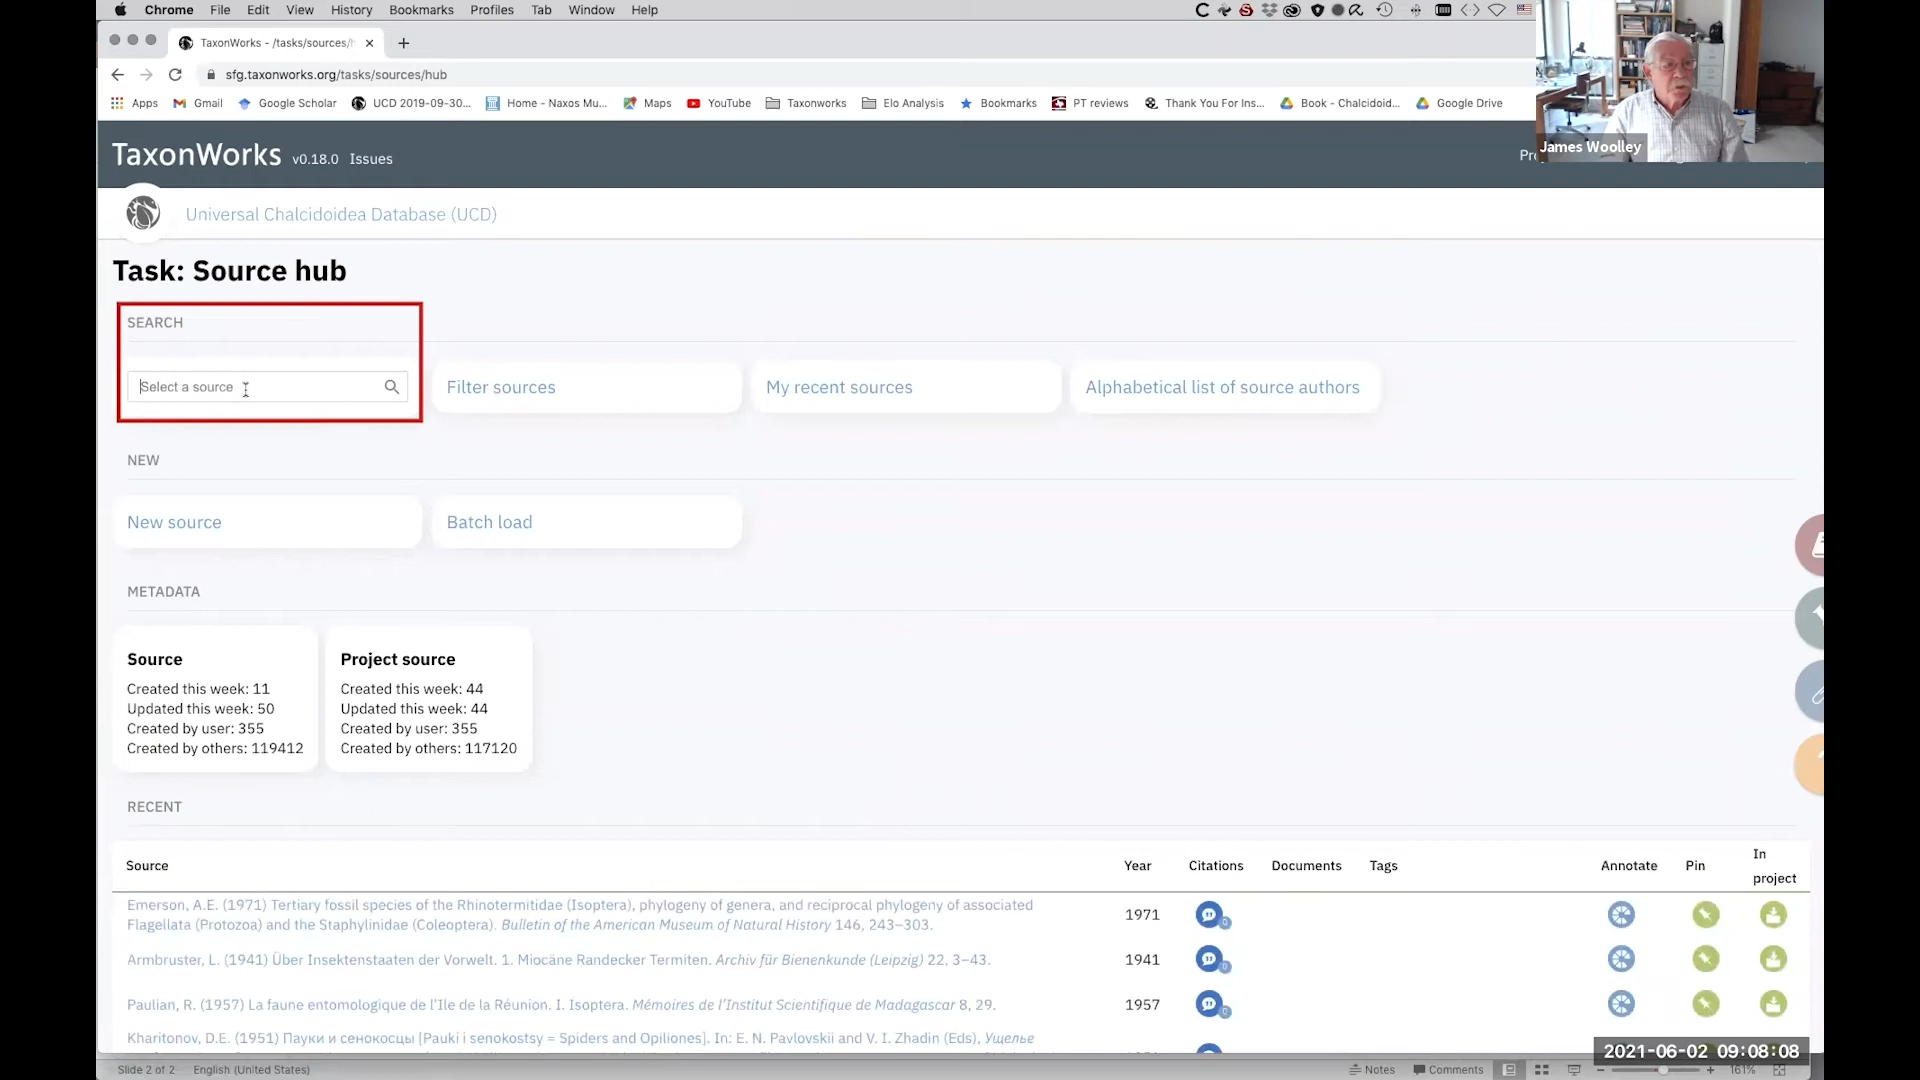 Chrome File Edit View History Bookmarks Profiles Tab Window Help
TaxonWorks - /tasks/sources/h
sfg.taxonworks.org/tasks/sources/hub
Apps Gmail Google Scholar UCD 2019-09-30... Home - Naxos Mu... Maps YouTube Taxonworks Elo Analysis Bookmarks PT reviews Thank You For Ins... Book - Chalcidoid... Google Drive
James Woolley
TaxonWorks v0.18.0 Issues
Universal Chalcidoidea Database (UCD)
Task: Source hub
SEARCH
Select a source
Filter sources
My recent sources
Alphabetical list of source authors
NEW
New source
Batch load
METADATA
Source
Created this week: 11
Updated this week: 50
Created by user: 355
Created by others: 119412
Project source
Created this week: 44
Updated this week: 44
Created by user: 355
Created by others: 117120
RECENT
Source Year Citations Documents Tags Annotate Pin In project
Emerson, A.E. (1971) Tertiary fossil species of the Rhinotermitidae (Isoptera), phylogeny of genera, and reciprocal phylogeny of associated
Flagellata (Protozoa) and the Staphylinidae (Coleoptera). Bulletin of the American Museum of Natural History 146, 243–303.
1971
0
Armbruster, L. (1941) Über Insektenstaaten der Vorwelt. 1. Miocäne Randecker Termiten. Archiv für Bienenkunde (Leipzig) 22, 3–43.
1941
0
Paulian, R. (1957) La faune entomologique de l'Ile de la Réunion. I. Isoptera. Mémoires de l'Institut Scientifique de Madagascar 8, 29.
1957
0
Kharitonov, D.E. (1951) Пауки и сенокосцы [Pauki i senokostsy = Spiders and Opiliones]. In: E. N. Pavlovskii and V. I. Zhadin (Eds), Ущелье
2021-06-02 09:08:08
Slide 2 of 2 English (United States) Notes Comments 161%